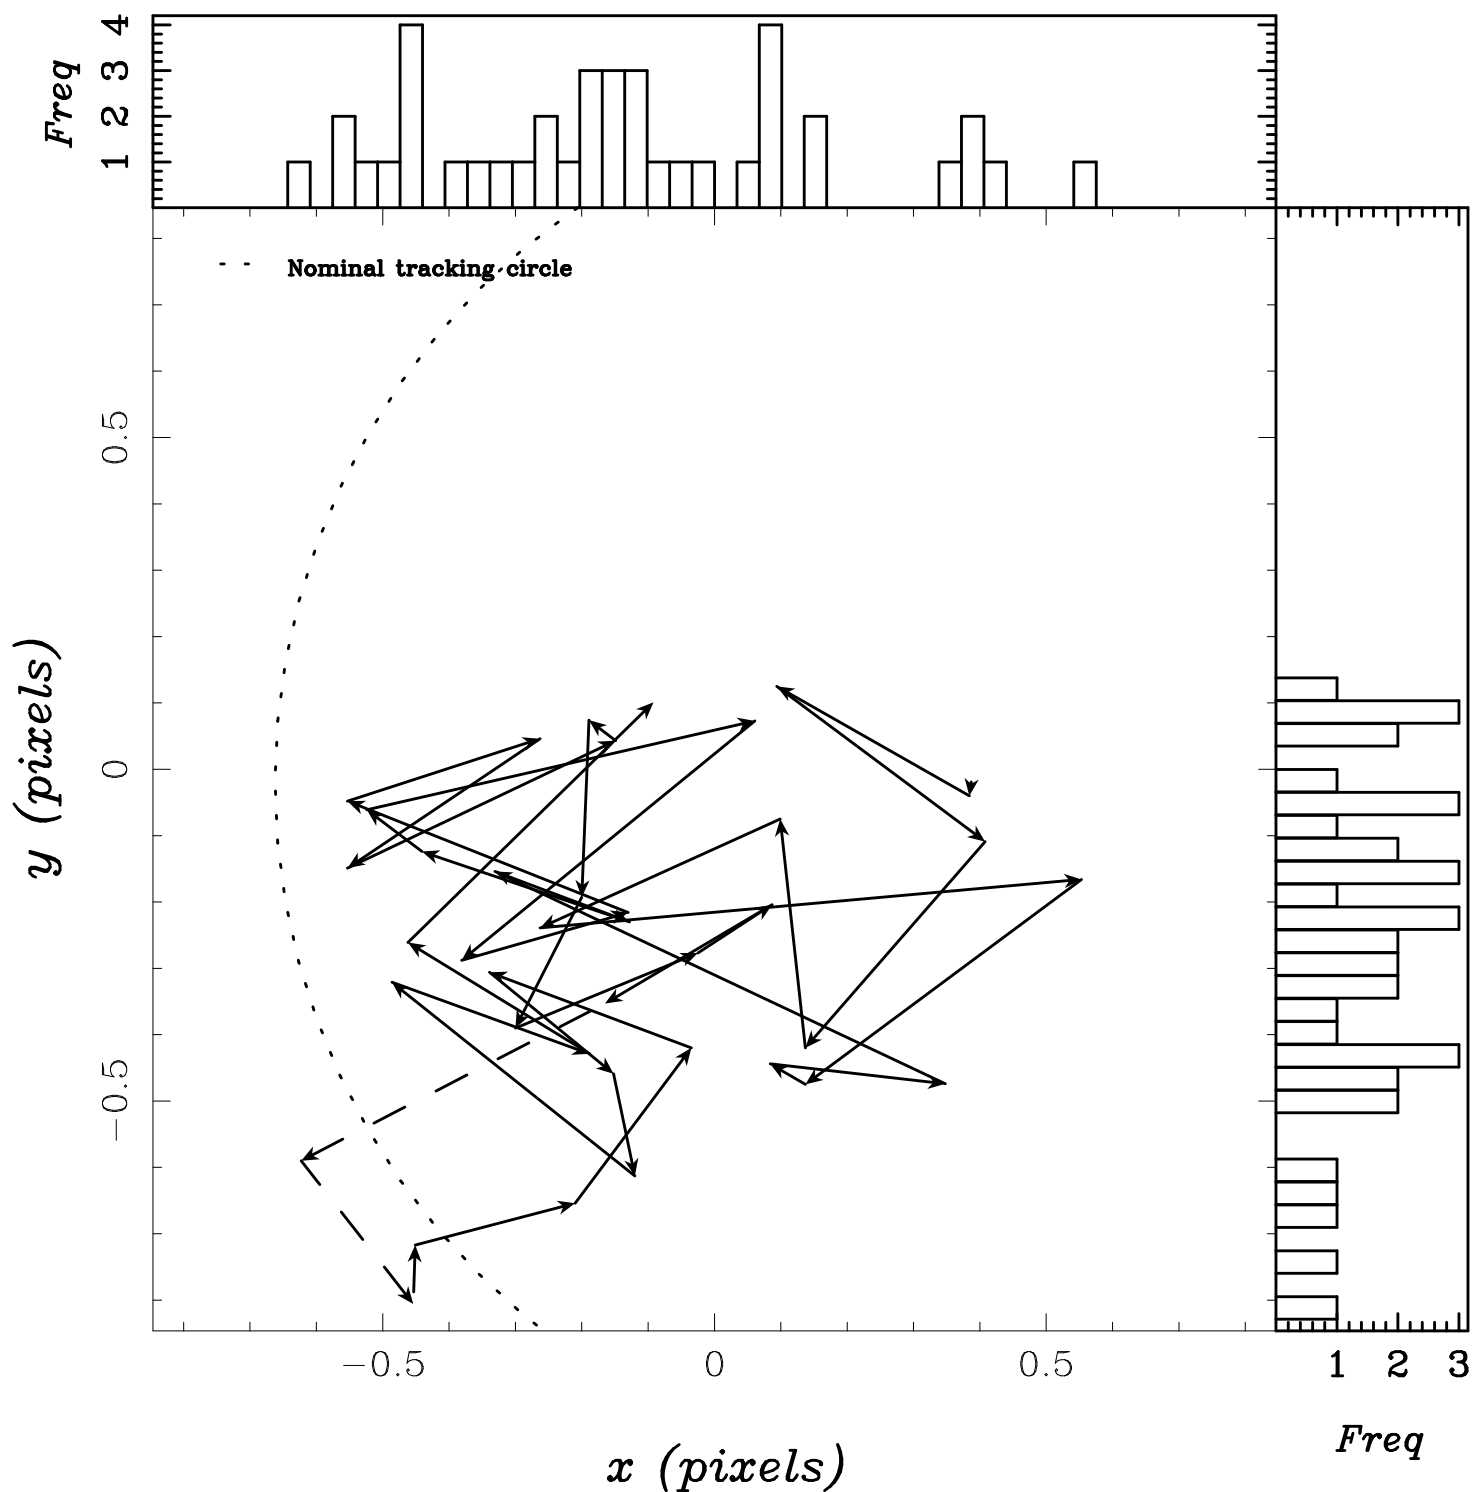 Freq
4
3
2
1
- - Nominal tracking circle
0.5
0
−0.5
y (pixels)
−0.5 0 0.5
1 2 3
Freq
x (pixels)